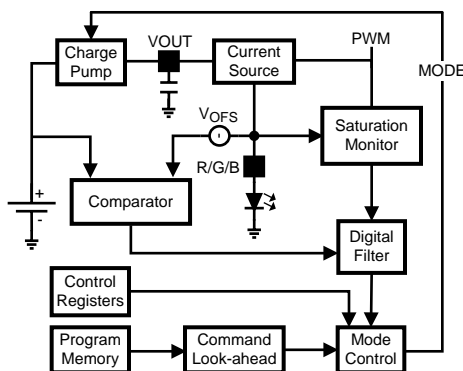 Charge
Pump
VOUT
Current
Source
PWM
MODE
VOFS
R/G/B
Saturation
Monitor
+
-
Comparator
Digital
Filter
Control
Registers
Program
Memory
Command
Look-ahead
Mode
Control